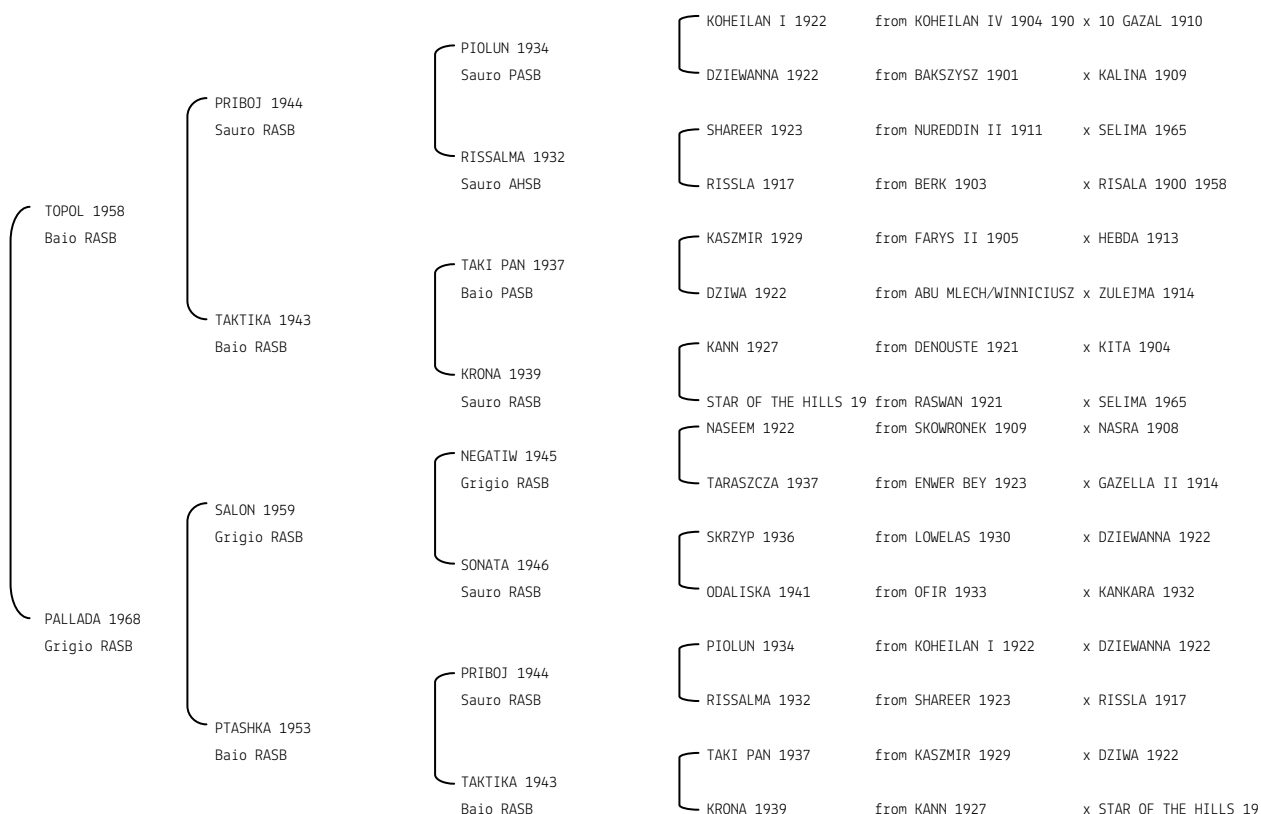 KOHEILAN I 1922 from KOHEILAN IV 1904 190 x 10 GAZAL 1910
PIOLUN 1934
Sauro PASB DZIEWANNA 1922 from BAKSZYSZ 1901 x KALINA 1909
PRIBOJ 1944
Sauro RASB SHAREER 1923 from NUREDDIN II 1911 x SELIMA 1965
RISSALMA 1932
Sauro AHSB RISSLA 1917 from BERK 1903 x RISALA 1900 1958
TOPOL 1958
Baio RASB KASZMIR 1929 from FARYS II 1905 x HEBDA 1913
TAKI PAN 1937
Baio PASB DZIWA 1922 from ABU MLECH/WINNICIUSZ x ZULEJMA 1914
TAKTIKA 1943
Baio RASB KANN 1927 from DENOUSTE 1921 x KITA 1904
KRONA 1939
Sauro RASB STAR OF THE HILLS 19 from RASWAN 1921 x SELIMA 1965
NASEEM 1922 from SKOWRONEK 1909 x NASRA 1908
NEGATIW 1945
Grigio RASB TARASZCZA 1937 from ENWER BEY 1923 x GAZELLA II 1914
SALON 1959
Grigio RASB SKRZYP 1936 from LOWELAS 1930 x DZIEWANNA 1922
SONATA 1946
Sauro RASB ODALISKA 1941 from OFIR 1933 x KANKARA 1932
PALLADA 1968
Grigio RASB PIOLUN 1934 from KOHEILAN I 1922 x DZIEWANNA 1922
PRIBOJ 1944
Sauro RASB RISSALMA 1932 from SHAREER 1923 x RISSLA 1917
PTASHKA 1953
Baio RASB TAKI PAN 1937 from KASZMIR 1929 x DZIWA 1922
TAKTIKA 1943
Baio RASB KRONA 1939 from KANN 1927 x STAR OF THE HILLS 19